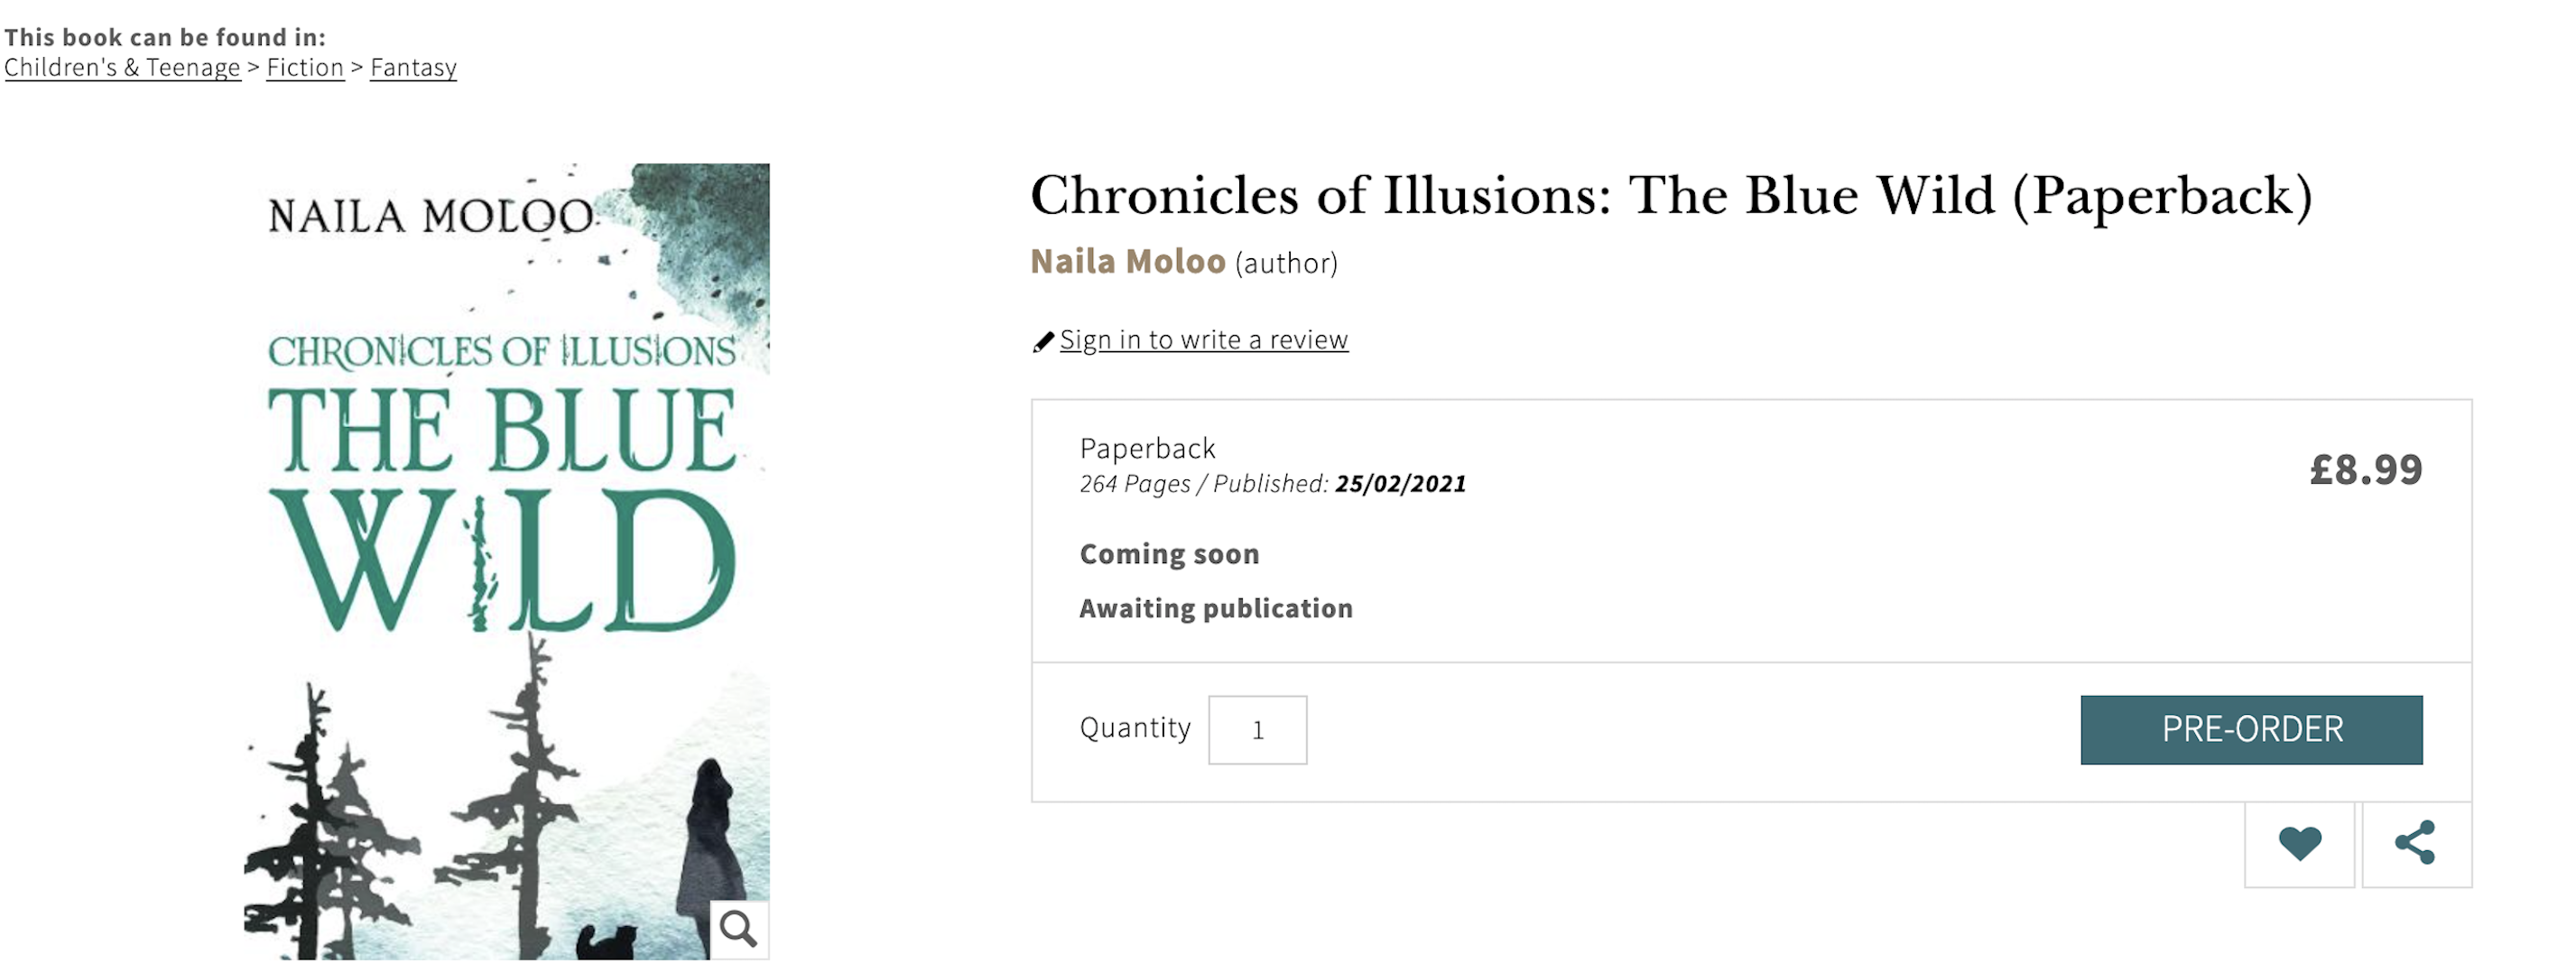 This book can be found in:
Children's & Teenage > Fiction > Fantasy
NAILA MOLOO
CHRONICLES OF ILLUSIONS
THE BLUE
WILD
Chronicles of Illusions: The Blue Wild (Paperback)
Naila Moloo (author)
Sign in to write a review
Paperback
£8.99
264 Pages / Published: 25/02/2021
Coming soon
Awaiting publication
Quantity 1
PRE-ORDER